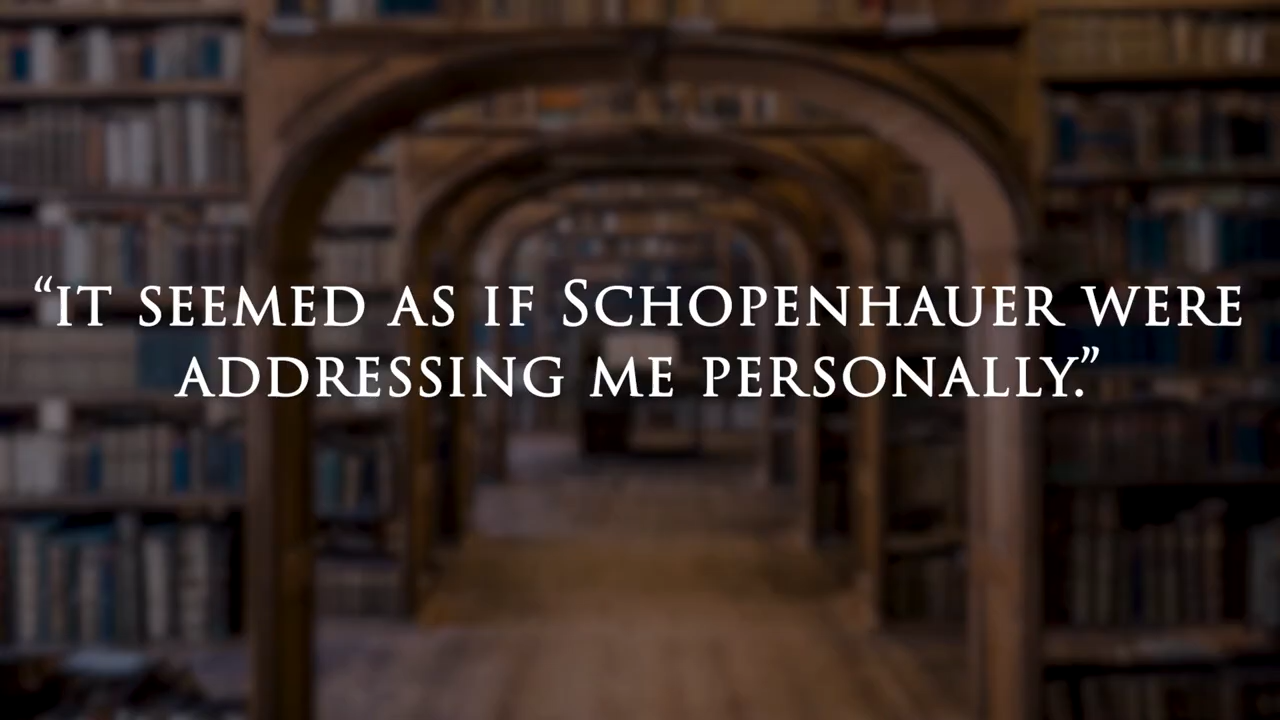 “IT SEEMED AS IF SCHOPENHAUER WERE
ADDRESSING ME PERSONALLY.”